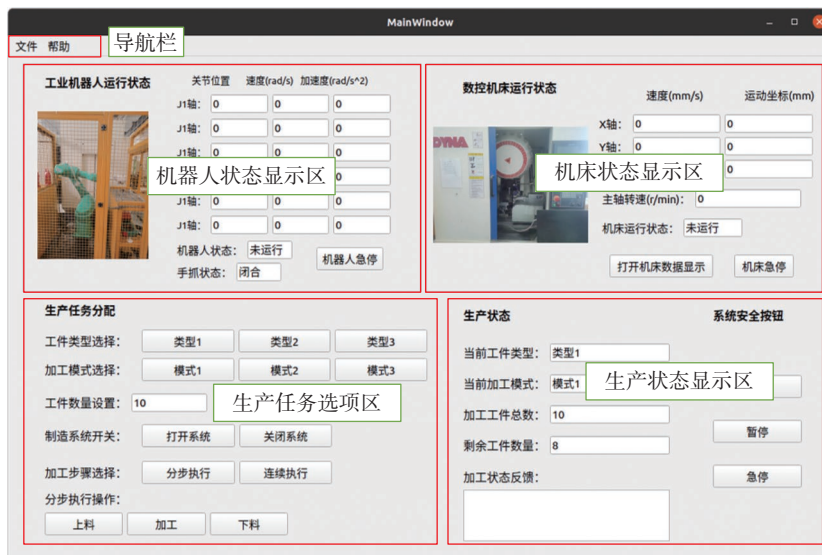 MainWindow
文件 帮助
导航栏
工业机器人运行状态
关节位置 速度(rad/s) 加速度(rad/s^2)
J1轴: 0 0 0
J1轴: 0 0 0
J1轴: 0 0 0
0
机器人状态显示区
J1轴: 0 0 0
J1轴: 0 0 0
机器人状态: 未运行
机器人急停
手抓状态: 闭合
数控机床运行状态
速度(mm/s) 运动坐标(mm)
DYNA
X轴: 0 0
Y轴: 0 0
0
机床状态显示区
主轴转速(r/min): 0
机床运行状态: 未运行
打开机床数据显示 机床急停
生产任务分配
工件类型选择: 类型1 类型2 类型3
加工模式选择: 模式1 模式2 模式3
工件数量设置: 10
生产任务选项区
制造系统开关: 打开系统 关闭系统
加工步骤选择: 分步执行 连续执行
分步执行操作:
上料 加工 下料
生产状态 系统安全按钮
当前工件类型: 类型1
当前加工模式: 模式1
生产状态显示区
加工工件总数: 10
暂停
剩余工件数量: 8
加工状态反馈:
急停